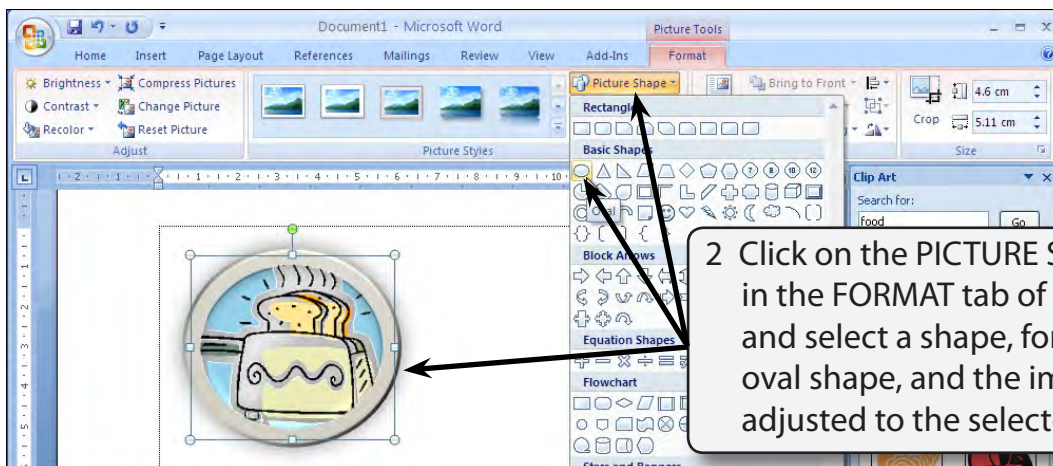 Document1 - Microsoft Word
Picture Tools
Home Insert Page Layout References Mailings Review View Add-Ins Format
Brightness
Compress Pictures
Contrast
Change Picture
Recolor
Reset Picture
Adjust
Picture Styles
Picture Shape
Bring to Front
Crop
4.6 cm
5.11 cm
Size
Rectangle
Basic Shapes
Oval
Block Arrows
Equation Shapes
Flowchart
Stars and Banners
Clip Art
Search for:
food
Go
2 Click on the PICTURE S
in the FORMAT tab of
and select a shape, for
oval shape, and the im
adjusted to the select